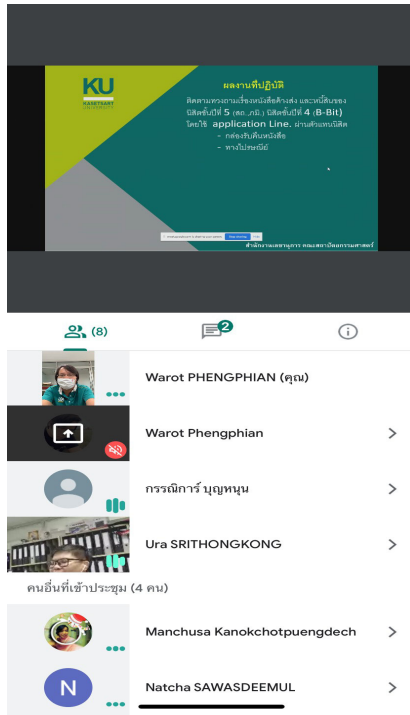 KU
KASETSART
UNIVERSITY
ผลงานที่ปฏิบัติ
ติดตามทวงถามเรื่องหนังสือค้างส่ง และหนี้สินของ
นิสิตชั้นปีที่ 5 (สถ.,ภมิ.) นิสิตชั้นปีที่ 4 (B-Bit)
โดยใช้ application Line. ผ่านตัวแทนนิสิต
- กล่องรับคืนหนังสือ
- ทางไปรษณีย์
สำนักงานเลขานุการ คณะสถาปัตยกรรมศาสตร์
(8)
2
Warot PHENGPHIAN (คุณ)
Warot Phengphian
กรรณิการ์ บุญหนุน
Ura SRITHONGKONG
คนอื่นที่เข้าประชุม (4 คน)
Manchusa Kanokchotpuengdech
N
Natcha SAWASDEEMUL